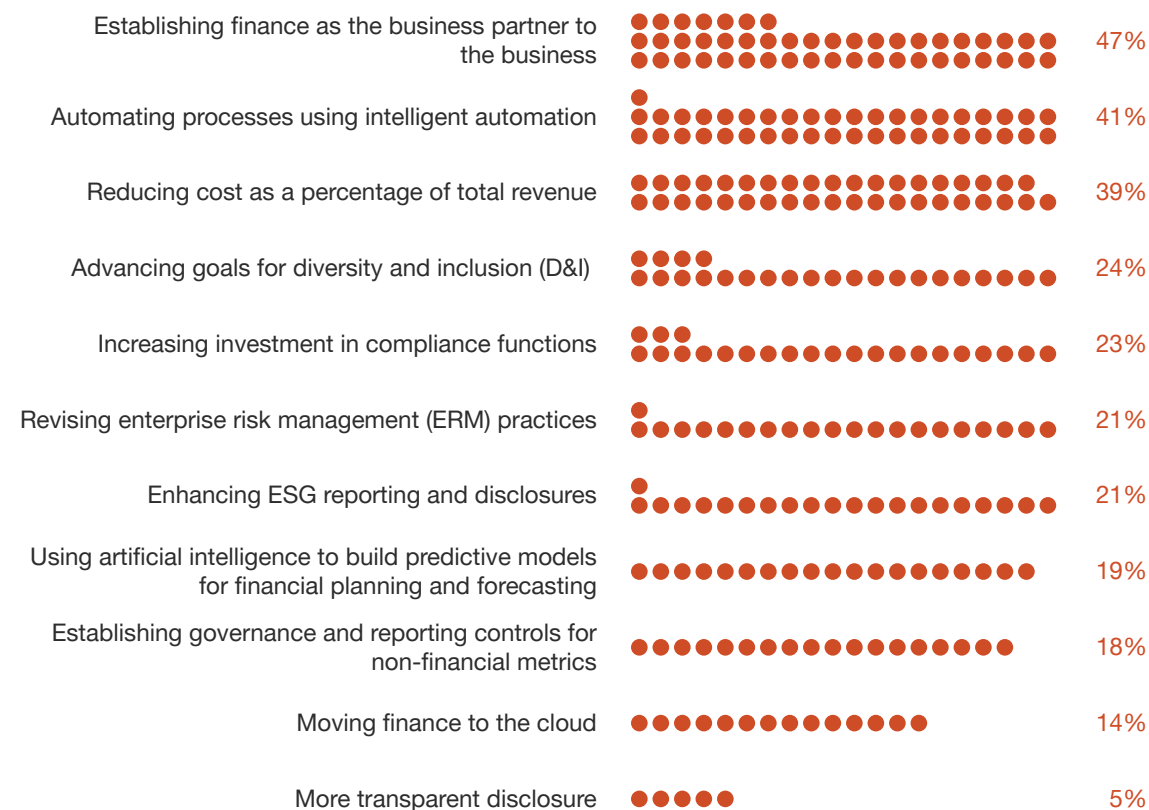 Establishing finance as the business partner to
the business
47%
Automating processes using intelligent automation
41%
Reducing cost as a percentage of total revenue
39%
Advancing goals for diversity and inclusion (D&I)
24%
Increasing investment in compliance functions
23%
Revising enterprise risk management (ERM) practices
21%
Enhancing ESG reporting and disclosures
21%
Using artificial intelligence to build predictive models
for financial planning and forecasting
19%
Establishing governance and reporting controls for
non-financial metrics
18%
Moving finance to the cloud
14%
More transparent disclosure
5%